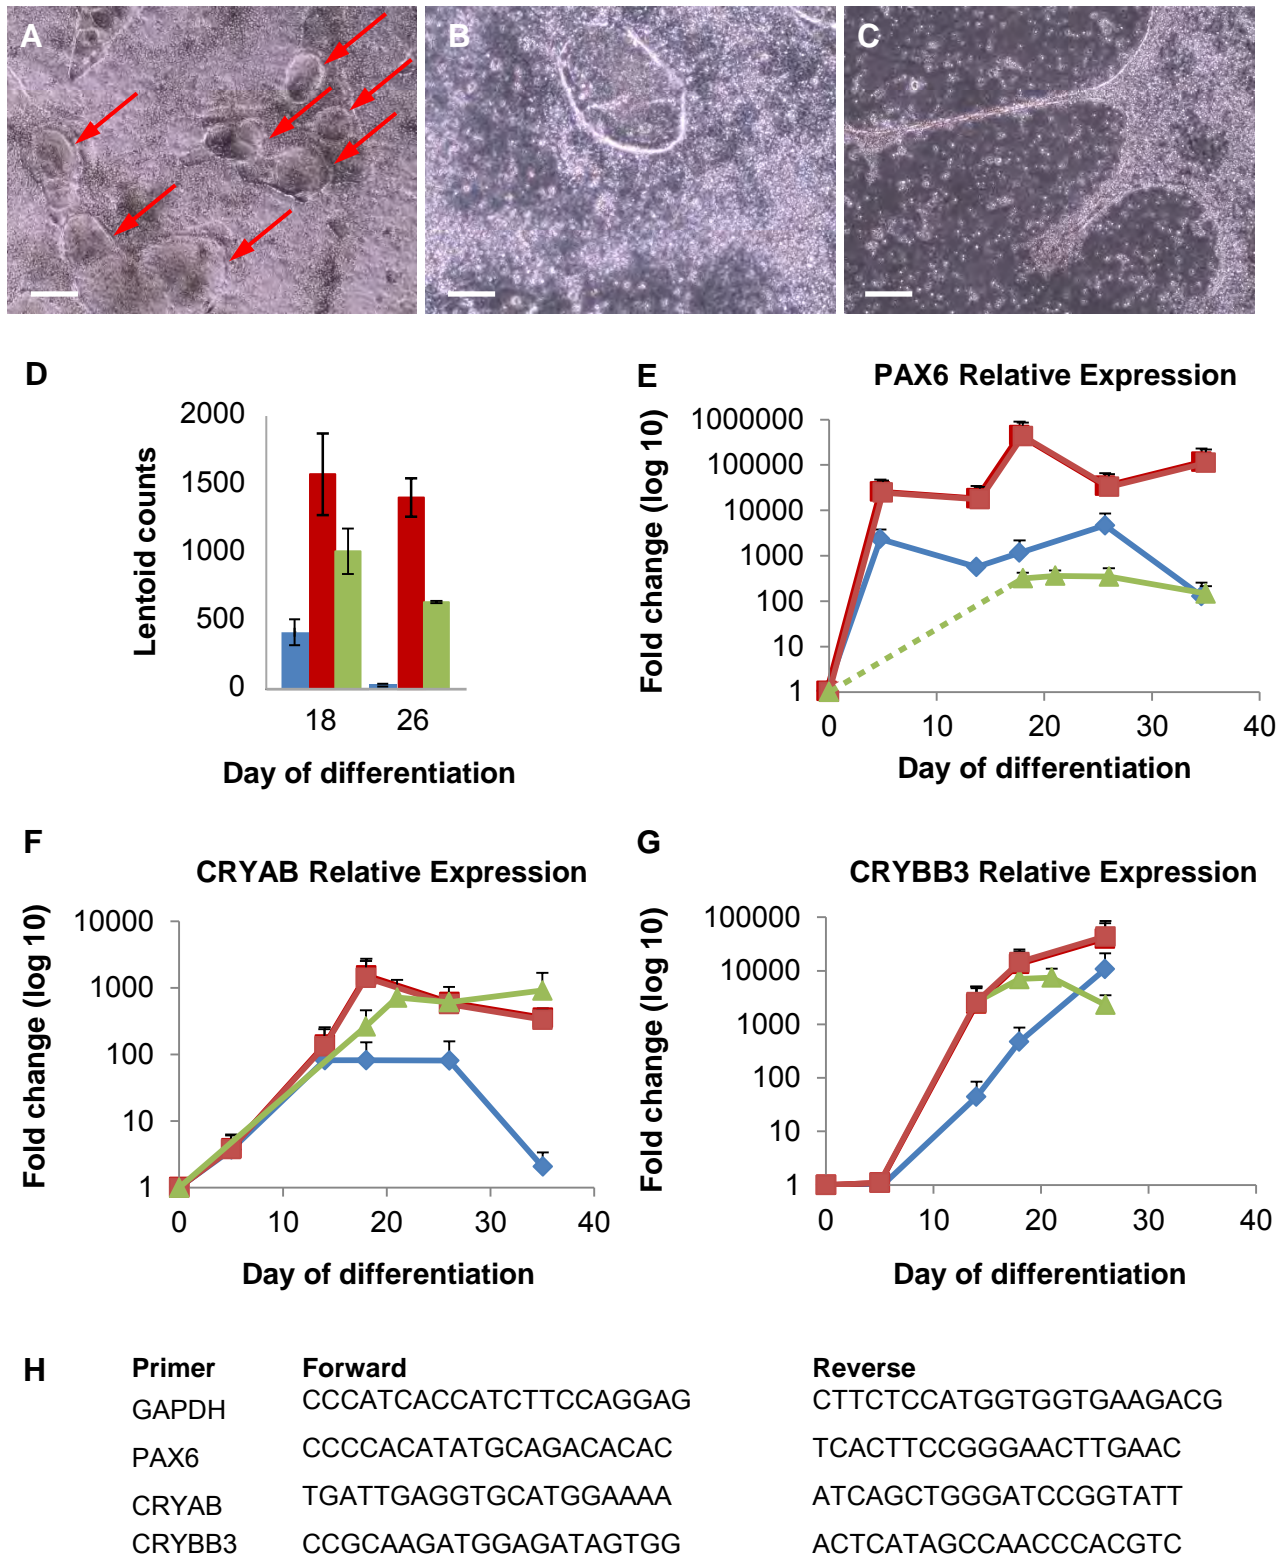 A
B
C
D
2000
1500
1000
500
0
Lentoid counts
18
26
Day of differentiation
E
PAX6 Relative Expression
1000000
100000
10000
1000
100
10
1
Fold change (log 10)
0
10
20
30
40
Day of differentiation
F
CRYAB Relative Expression
10000
1000
100
10
1
Fold change (log 10)
0
10
20
30
40
Day of differentiation
G
CRYBB3 Relative Expression
100000
10000
1000
100
10
1
Fold change (log 10)
0
10
20
30
40
Day of differentiation
H
Primer Forward Reverse
GAPDH CCCATCACCATCTTCCAGGAG CTTCTCCATGGTGGTGAAGACG
PAX6 CCCCACATATGCAGACACAC TCACTTCCGGGAACTTGAAC
CRYAB TGATTGAGGTGCATGGAAAA ATCAGCTGGGATCCGGTATT
CRYBB3 CCGCAAGATGGAGATAGTGG ACTCATAGCCAACCCACGTC